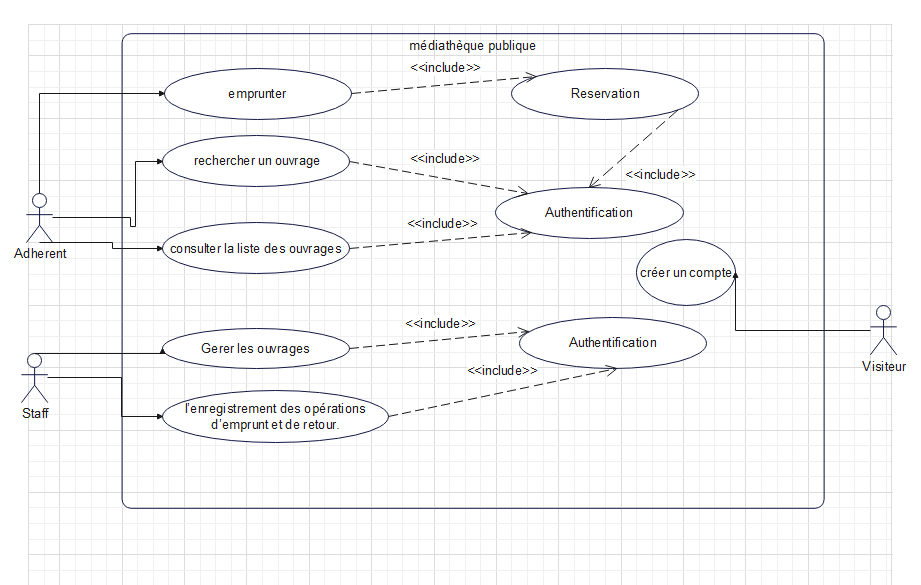 médiathèque publique
<<include>>
emprunter
Reservation
rechercher un ouvrage
<<include>>
<<include>>
Authentification
<<include>>
consulter la liste des ouvrages
Adherent
créer un compte
<<include>>
Gerer les ouvrages
Authentification
<<include>>
Visiteur
Staff
l'enregistrement des opérations
d'emprunt et de retour.